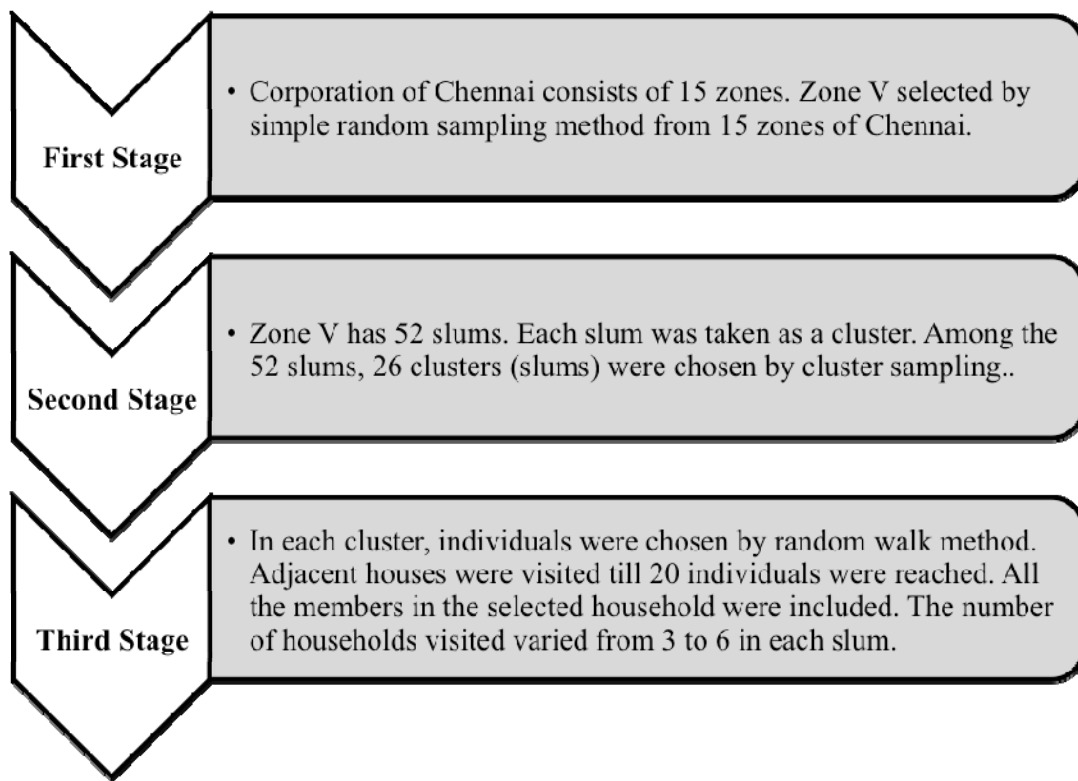 First Stage
• Corporation of Chennai consists of 15 zones. Zone V selected by
simple random sampling method from 15 zones of Chennai.
Second Stage
• Zone V has 52 slums. Each slum was taken as a cluster. Among the
52 slums, 26 clusters (slums) were chosen by cluster sampling..
Third Stage
• In each cluster, individuals were chosen by random walk method.
Adjacent houses were visited till 20 individuals were reached. All
the members in the selected household were included. The number
of households visited varied from 3 to 6 in each slum.